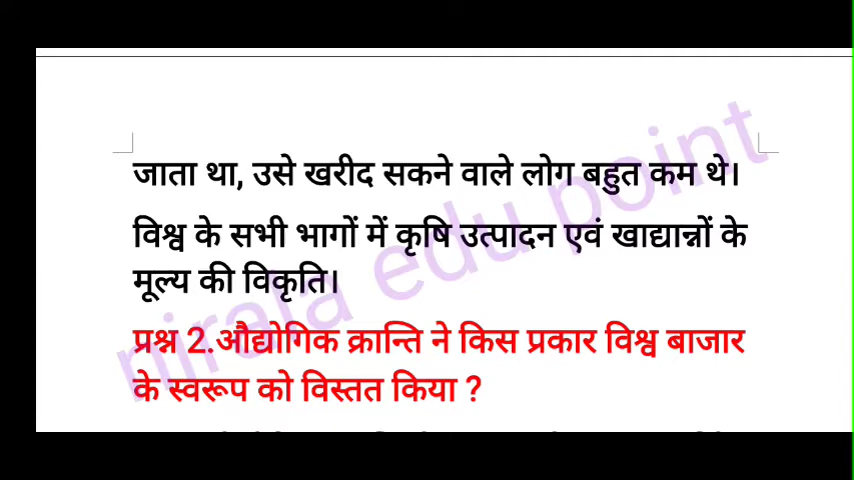 जाता था, उसे खरीद सकने वाले लोग बहुत कम थे।
विश्व के सभी भागों में कृषि उत्पादन एवं खाद्यान्नों के
मूल्य की विकृति।
प्रश्न 2.औद्योगिक क्रान्ति ने किस प्रकार विश्व बाजार
के स्वरूप को विस्तत किया ?
nirala edu point